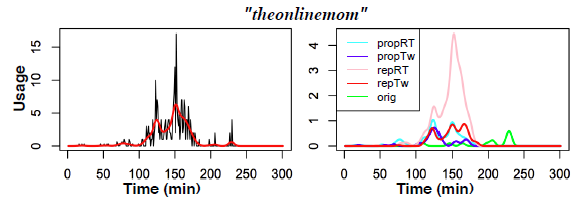 "theonlinemom"
Usage
0 5 10 15
0 50 100 150 200 250 300
Time (min)
0 1 2 3 4
propRT
propTw
repRT
repTw
orig
0 50 100 150 200 250 300
Time (min)